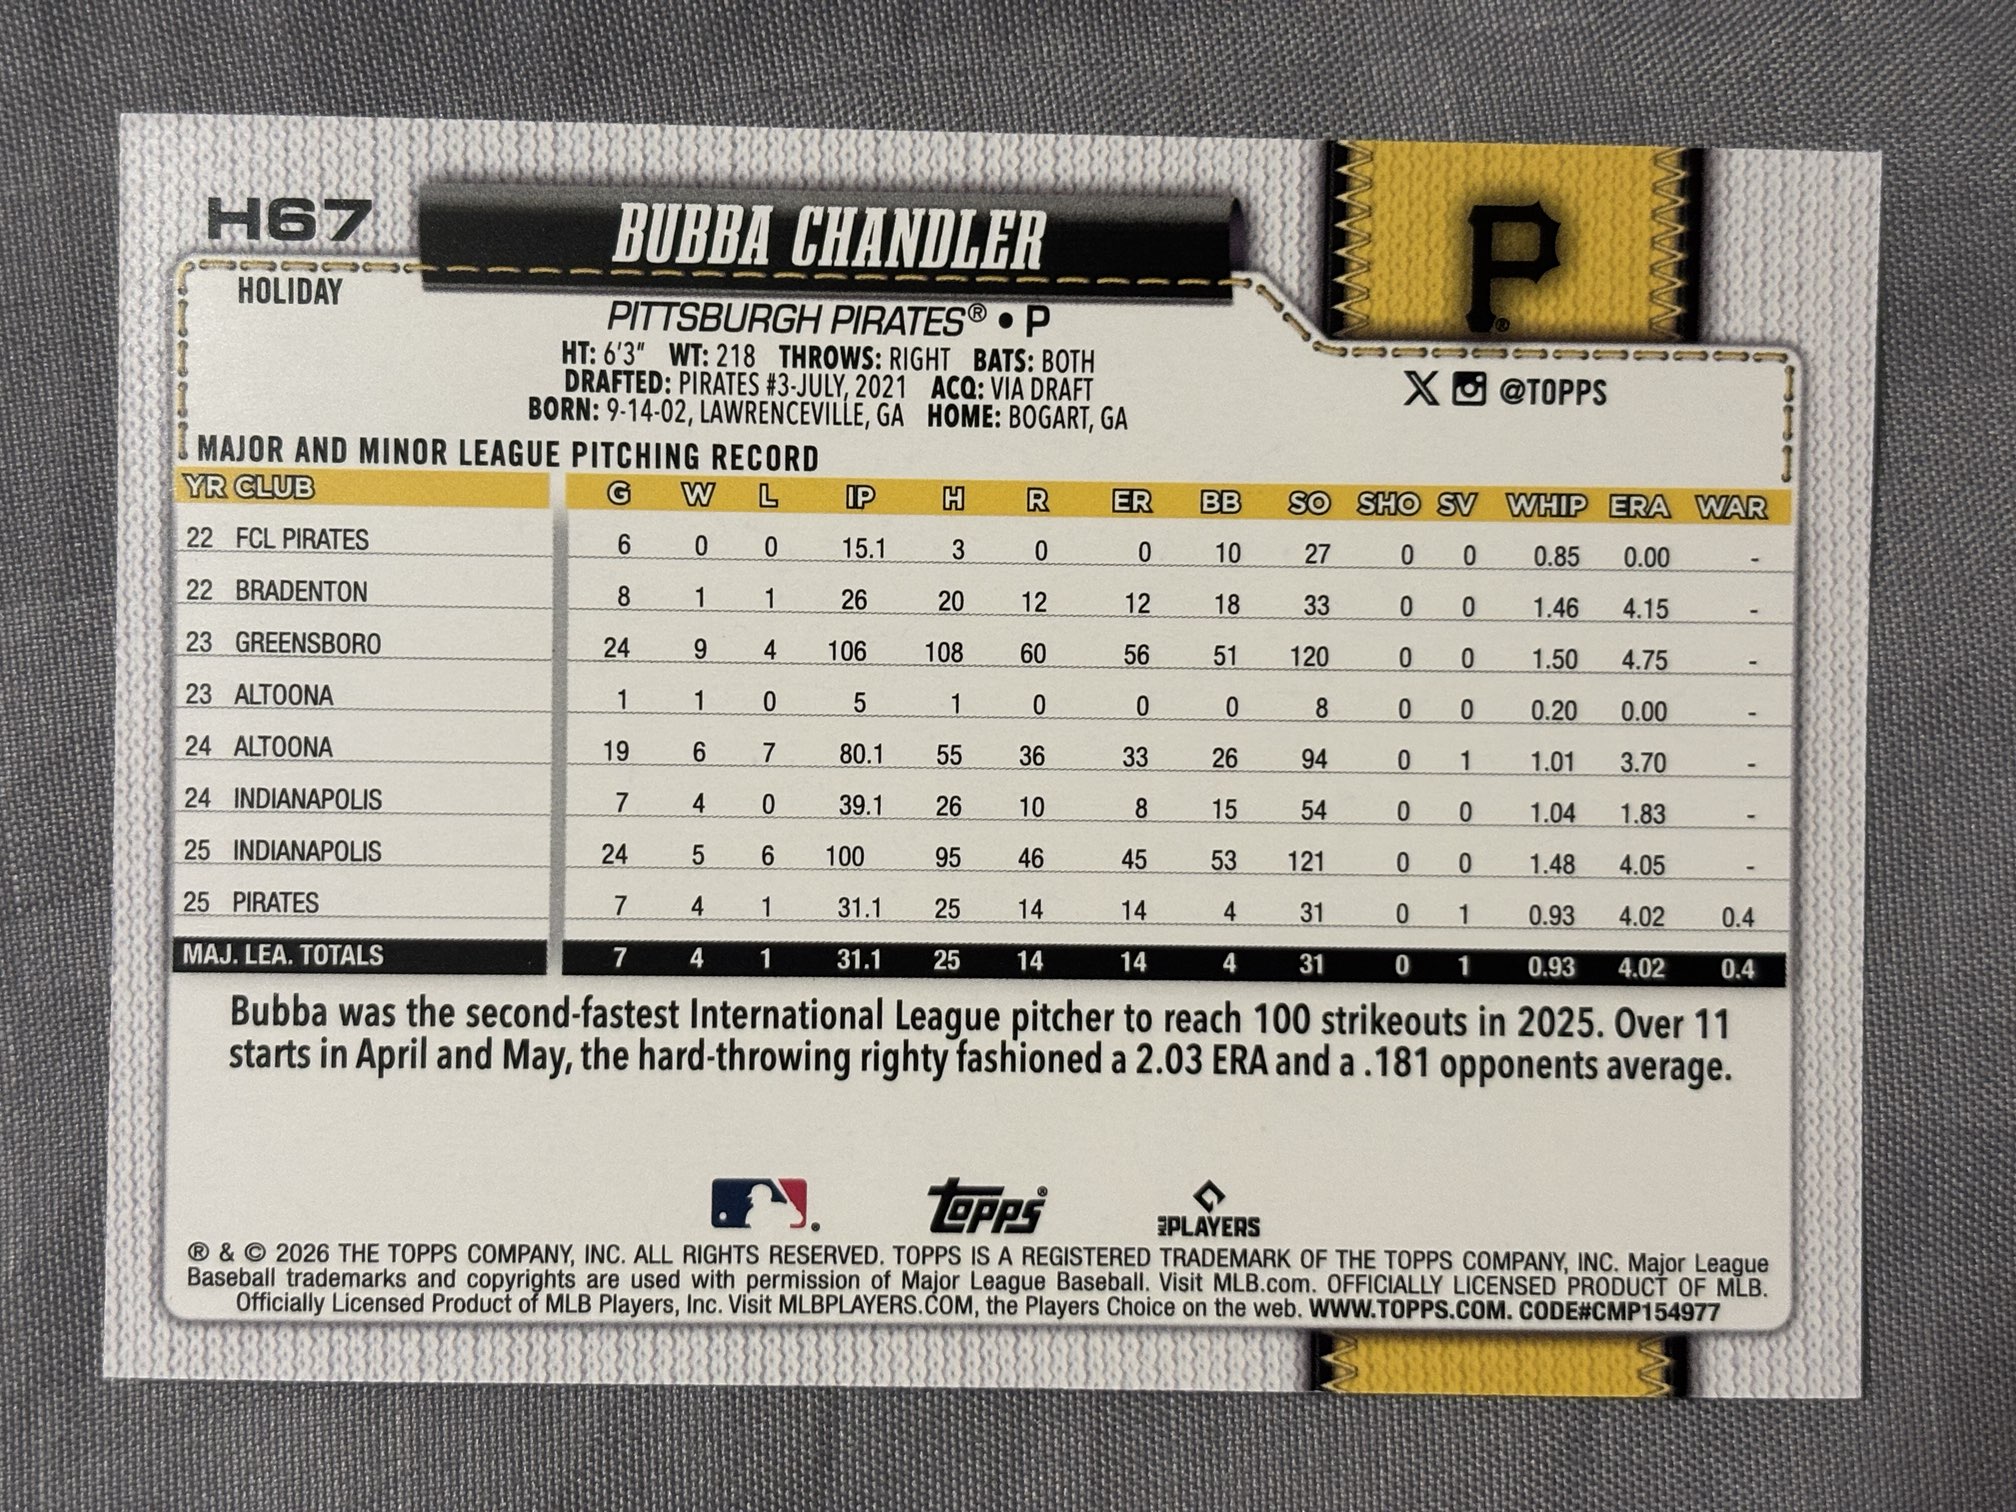 H67
BUBBA CHANDLER
P®
HOLIDAY
PITTSBURGH PIRATES® • P
HT: 6'3" WT: 218 THROWS: RIGHT BATS: BOTH
DRAFTED: PIRATES #3-JULY, 2021 ACQ: VIA DRAFT
BORN: 9-14-02, LAWRENCEVILLE, GA HOME: BOGART, GA
X @TOPPS
MAJOR AND MINOR LEAGUE PITCHING RECORD
YR CLUB G W L IP H R ER BB SO SHO SV WHIP ERA WAR
22 FCL PIRATES 6 0 0 15.1 3 0 0 10 27 0 0 0.85 0.00 -
22 BRADENTON 8 1 1 26 20 12 12 18 33 0 0 1.46 4.15 -
23 GREENSBORO 24 9 4 106 108 60 56 51 120 0 0 1.50 4.75 -
23 ALTOONA 1 1 0 5 1 0 0 0 8 0 0 0.20 0.00 -
24 ALTOONA 19 6 7 80.1 55 36 33 26 94 0 1 1.01 3.70 -
24 INDIANAPOLIS 7 4 0 39.1 26 10 8 15 54 0 0 1.04 1.83 -
25 INDIANAPOLIS 24 5 6 100 95 46 45 53 121 0 0 1.48 4.05 -
25 PIRATES 7 4 1 31.1 25 14 14 4 31 0 1 0.93 4.02 0.4
MAJ. LEA. TOTALS 7 4 1 31.1 25 14 14 4 31 0 1 0.93 4.02 0.4
Bubba was the second-fastest International League pitcher to reach 100 strikeouts in 2025. Over 11
starts in April and May, the hard-throwing righty fashioned a 2.03 ERA and a .181 opponents average.
Topps® MLB PLAYERS
® & © 2026 THE TOPPS COMPANY, INC. ALL RIGHTS RESERVED. TOPPS IS A REGISTERED TRADEMARK OF THE TOPPS COMPANY, INC. Major League
Baseball trademarks and copyrights are used with permission of Major League Baseball. Visit MLB.com. OFFICIALLY LICENSED PRODUCT OF MLB.
Officially Licensed Product of MLB Players, Inc. Visit MLBPLAYERS.COM, the Players Choice on the web. WWW.TOPPS.COM. CODE#CMP154977